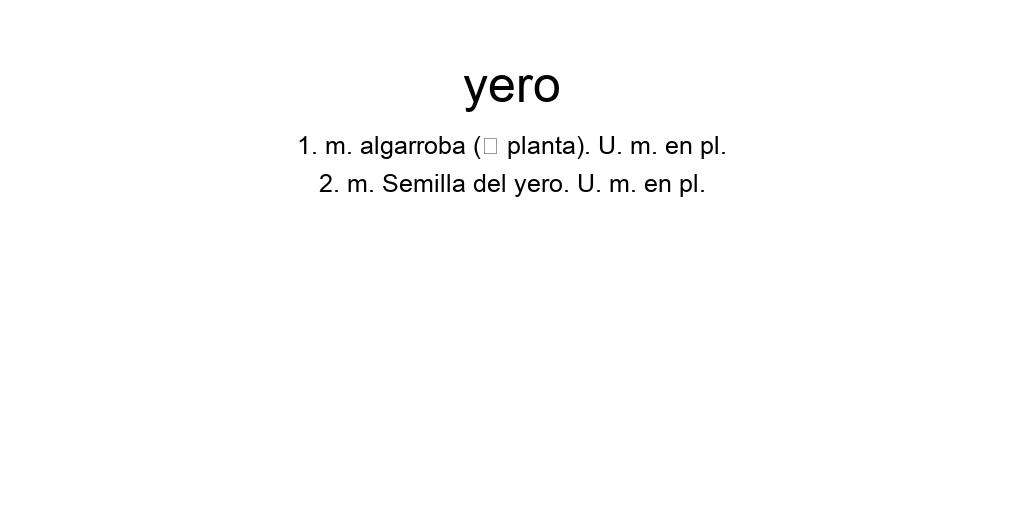 yero
1. m. algarroba (□ planta). U. m. en pl.
2. m. Semilla del yero. U. m. en pl.